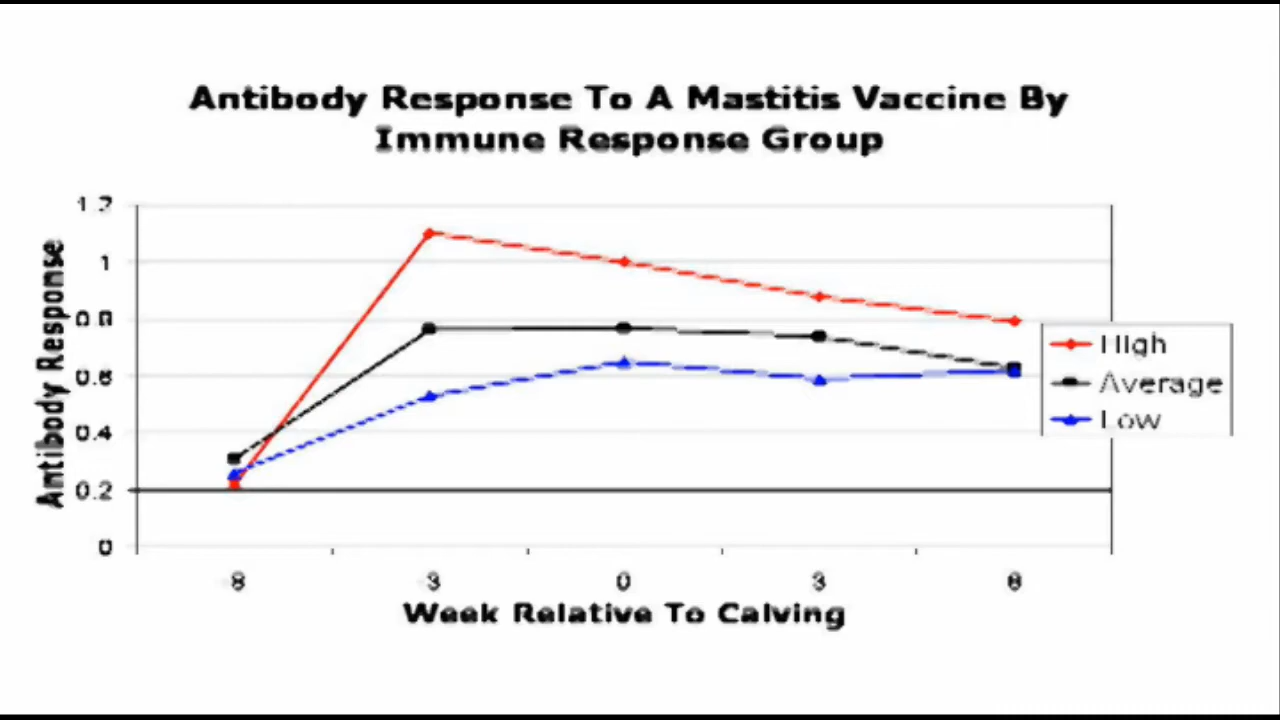 Antibody Response To A Mastitis Vaccine By
Immune Response Group
1.2
1
0.8
0.6
0.4
0.2
0
Antibody Response
-8
-3
0
3
Week Relative To Calving
High
Average
Low